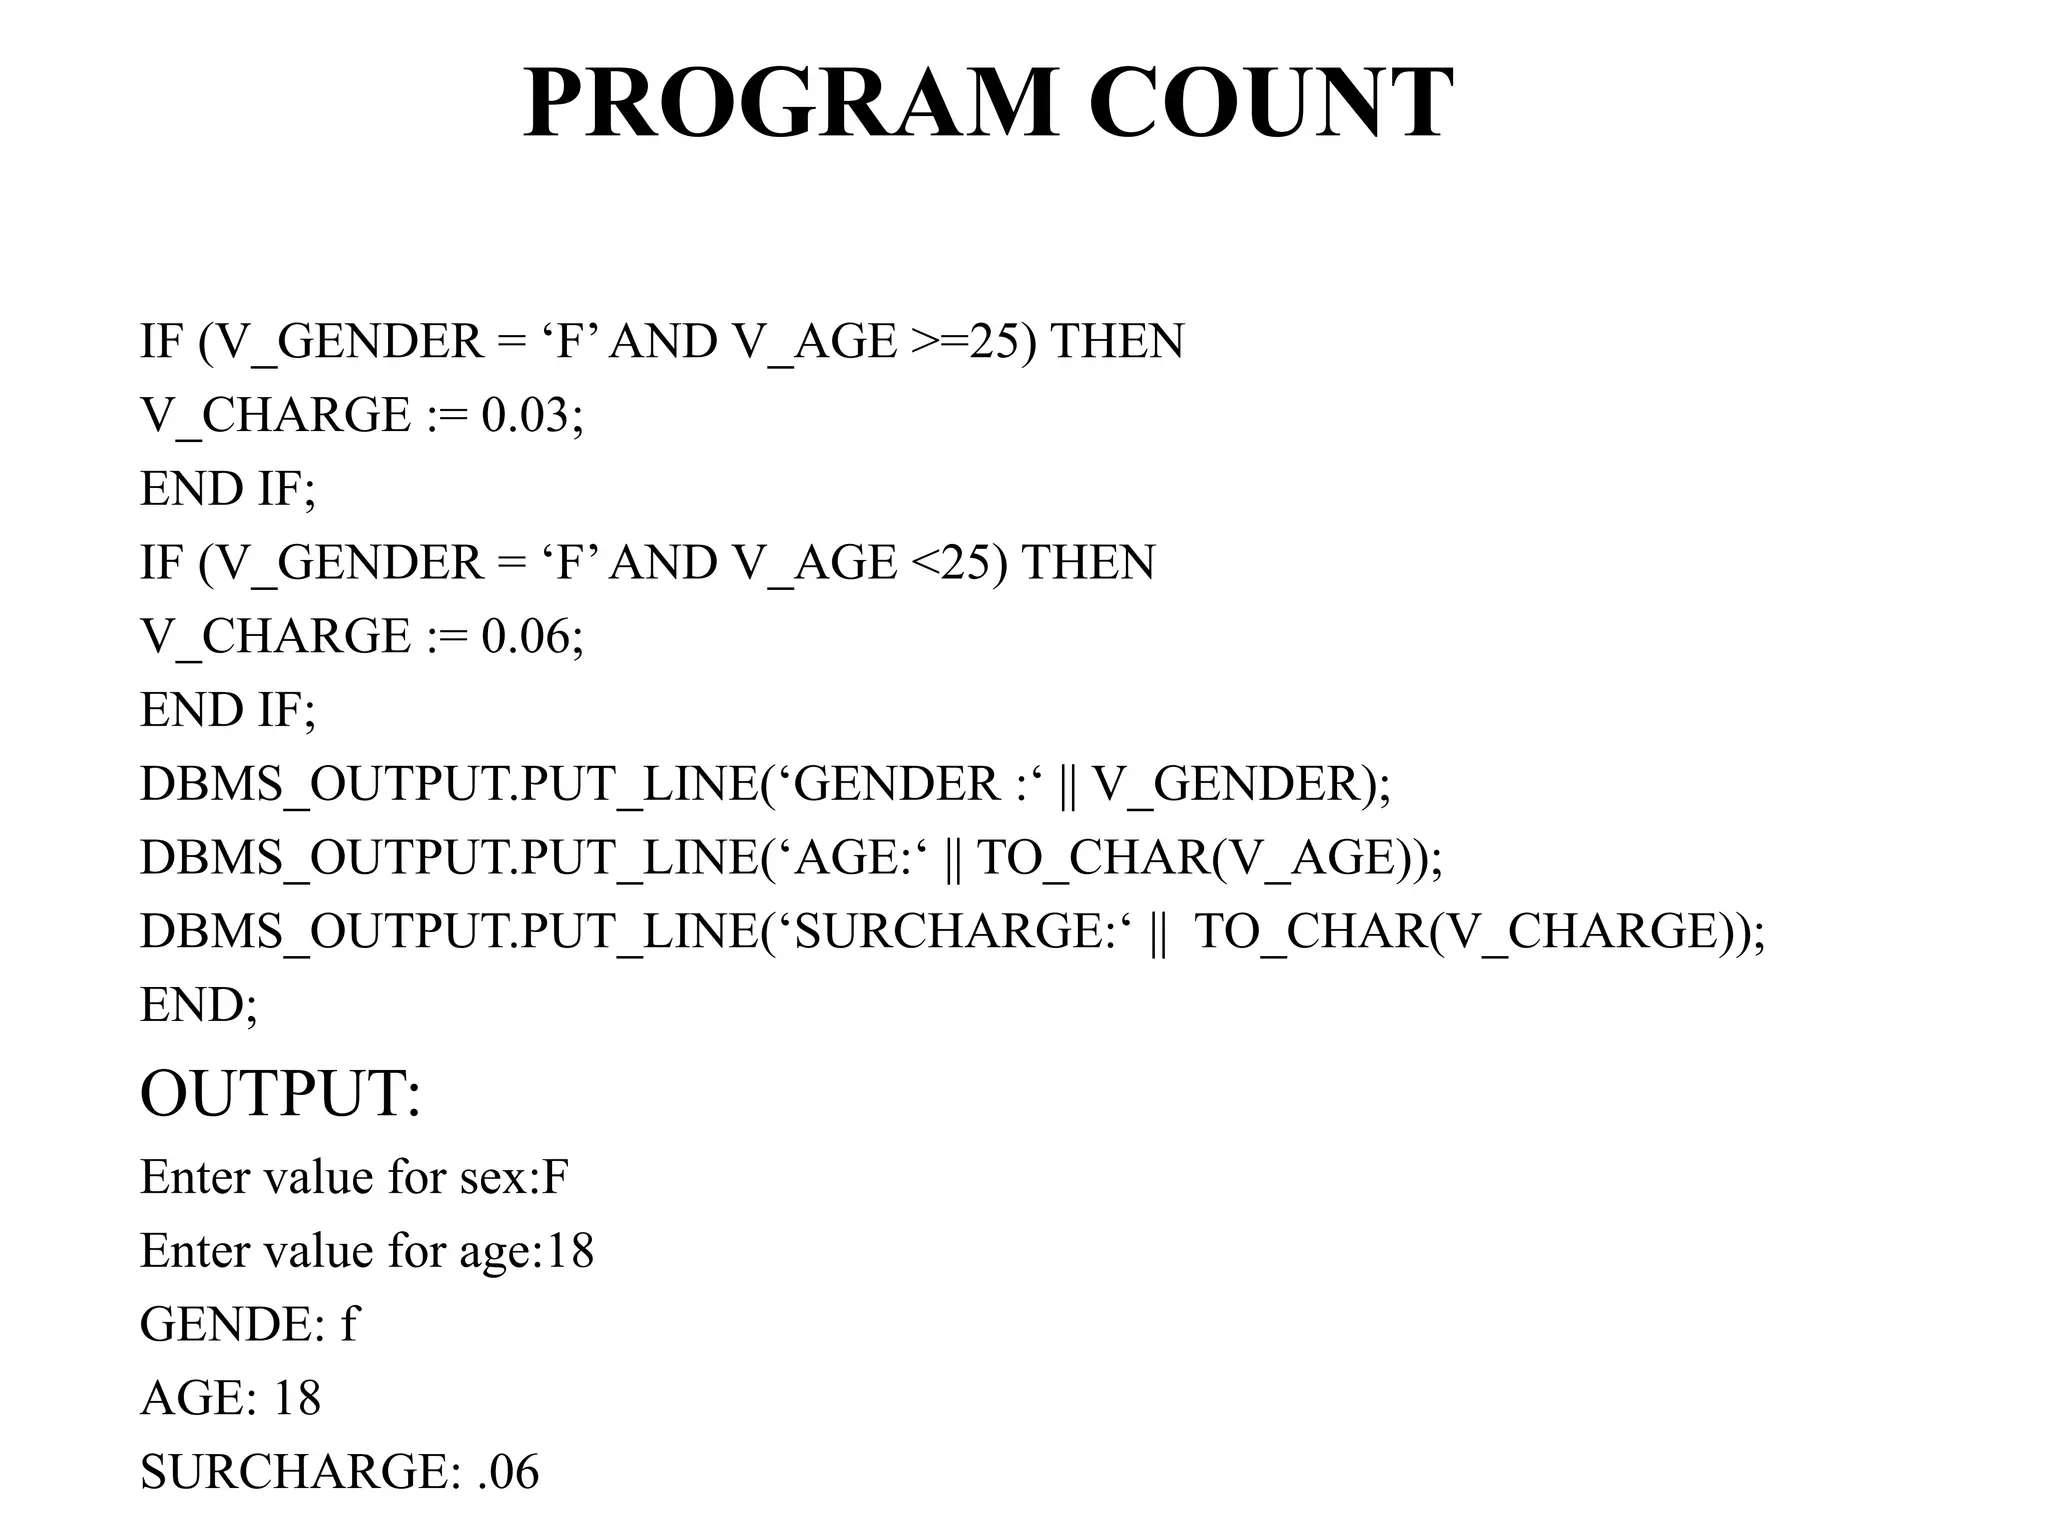 PROGRAM COUNT
IF (V_GENDER = ‘F’ AND V_AGE >=25) THEN
V_CHARGE := 0.03;
END IF;
IF (V_GENDER = ‘F’ AND V_AGE <25) THEN
V_CHARGE := 0.06;
END IF;
DBMS_OUTPUT.PUT_LINE(‘GENDER :‘ || V_GENDER);
DBMS_OUTPUT.PUT_LINE(‘AGE:‘ || TO_CHAR(V_AGE));
DBMS_OUTPUT.PUT_LINE(‘SURCHARGE:‘ || TO_CHAR(V_CHARGE));
END;
OUTPUT:
Enter value for sex:F
Enter value for age:18
GENDE: f
AGE: 18
SURCHARGE: .06